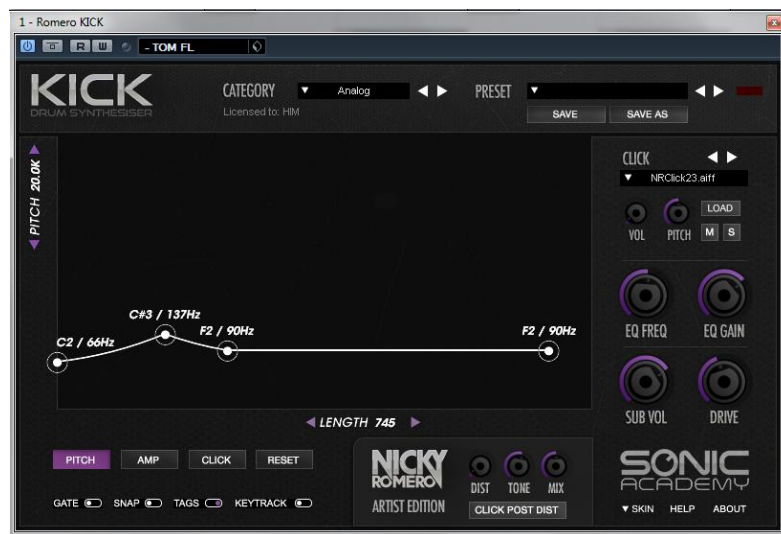 1 - Romero KICK
R W - TOM FL
KICK
DRUM SYNTHESISER
CATEGORY Analog PRESET
Licensed to: HIM
SAVE SAVE AS
PITCH 20.0K
CLICK
NRClick23.aiff
LOAD
VOL PITCH M S
EQ FREQ EQ GAIN
SUB VOL DRIVE
C2 / 66Hz
C#3 / 137Hz
F2 / 90Hz
F2 / 90Hz
LENGTH 745
PITCH AMP CLICK RESET
GATE SNAP TAGS KEYTRACK
NICKY
ROMERO
ARTIST EDITION
DIST TONE MIX
CLICK POST DIST
SONIC
ACADEMY
SKIN HELP ABOUT